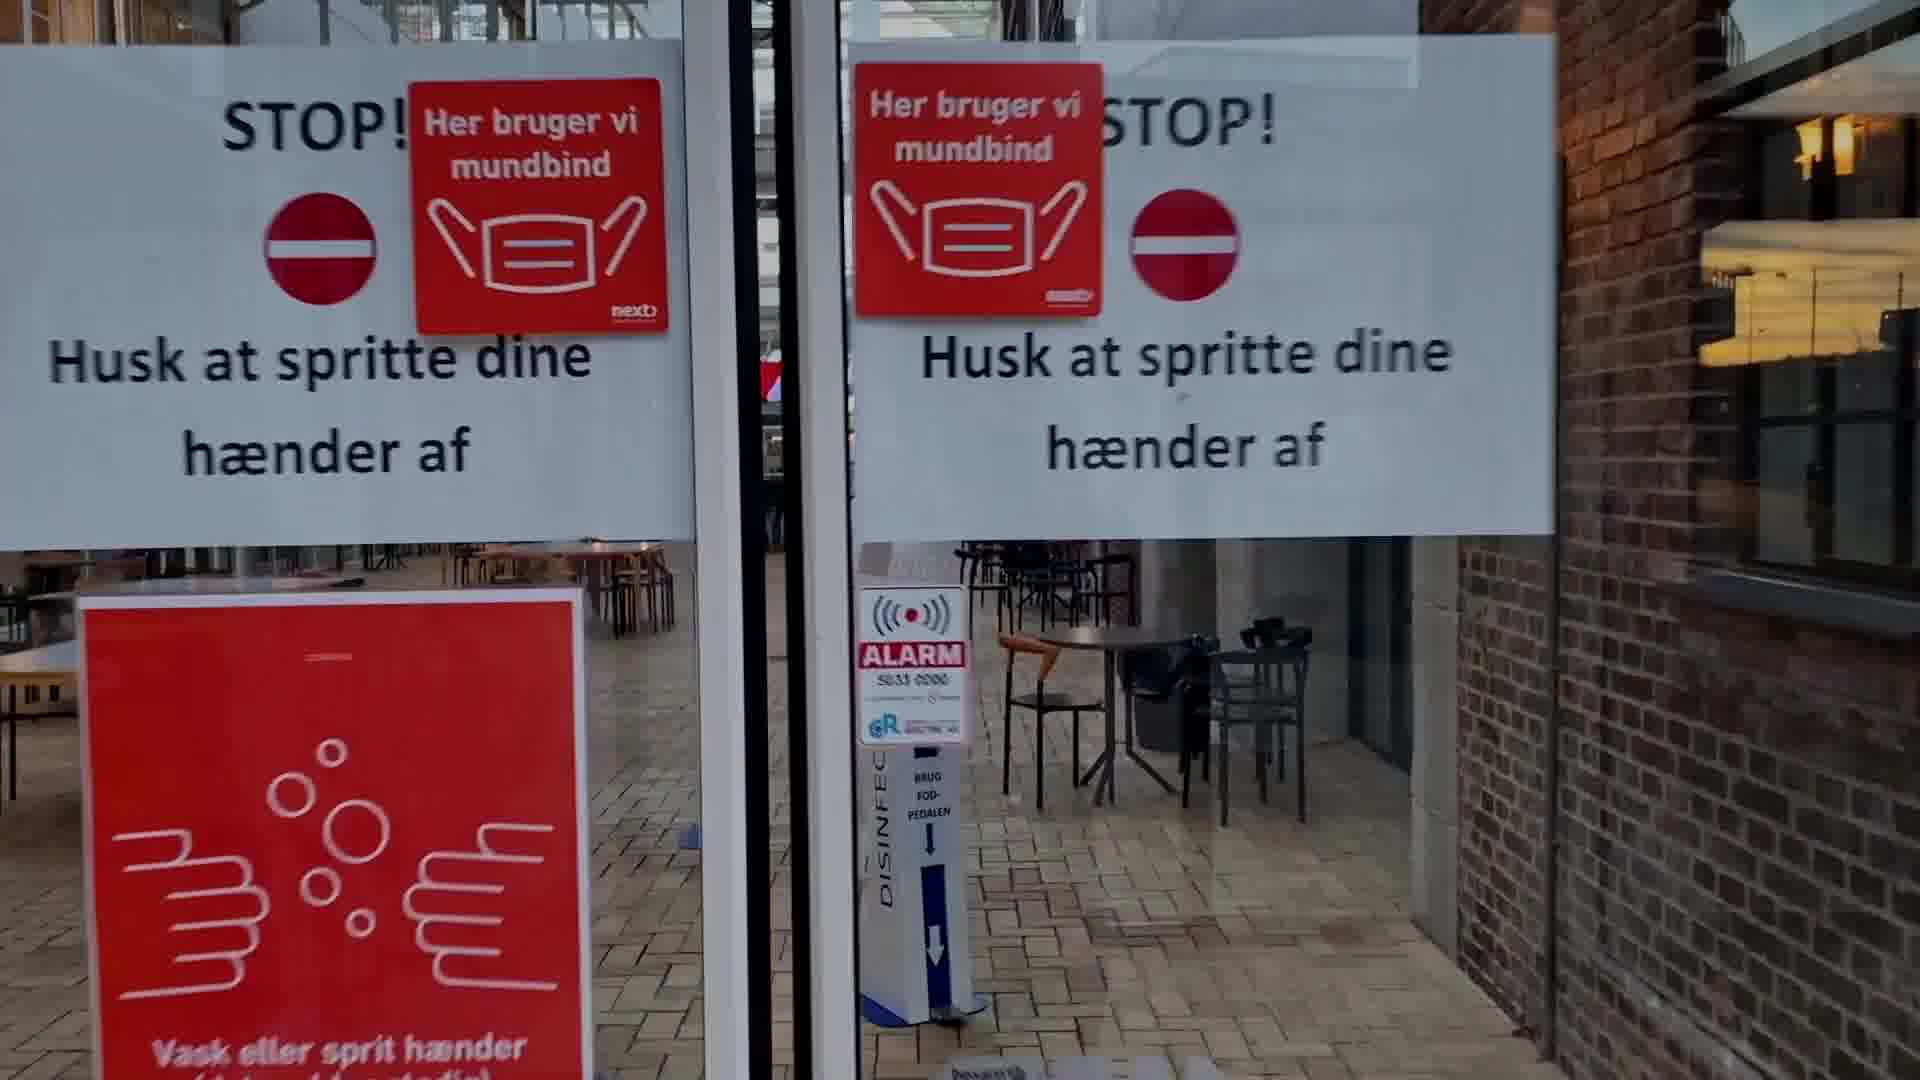 STOP!
Her bruger vi
mundbind
next
Husk at spritte dine
hænder af
Her bruger vi
mundbind
STOP!
Husk at spritte dine
hænder af
Vask eller sprit hænder
ALARM
BRUG
FOD-
PEDALEN
DISINFEC